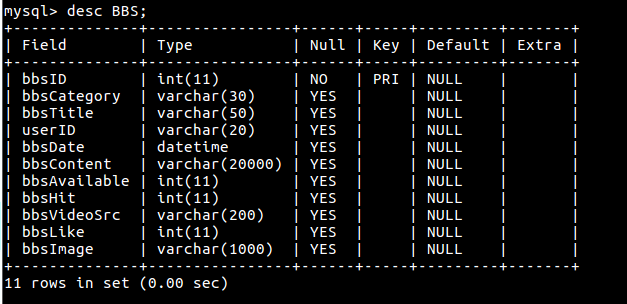 mysql> desc BBS;
+--------------+----------------+------+-----+---------+-------+
| Field        | Type           | Null | Key | Default | Extra |
+--------------+----------------+------+-----+---------+-------+
| bbsID        | int(11)        | NO   | PRI | NULL    |       |
| bbsCategory  | varchar(30)    | YES  |     | NULL    |       |
| bbsTitle     | varchar(50)    | YES  |     | NULL    |       |
| userID       | varchar(20)    | YES  |     | NULL    |       |
| bbsDate      | datetime       | YES  |     | NULL    |       |
| bbsContent   | varchar(20000) | YES  |     | NULL    |       |
| bbsAvailable | int(11)        | YES  |     | NULL    |       |
| bbsHit       | int(11)        | YES  |     | NULL    |       |
| bbsVideoSrc  | varchar(200)   | YES  |     | NULL    |       |
| bbsLike      | int(11)        | YES  |     | NULL    |       |
| bbsImage     | varchar(1000)  | YES  |     | NULL    |       |
+--------------+----------------+------+-----+---------+-------+
11 rows in set (0.00 sec)